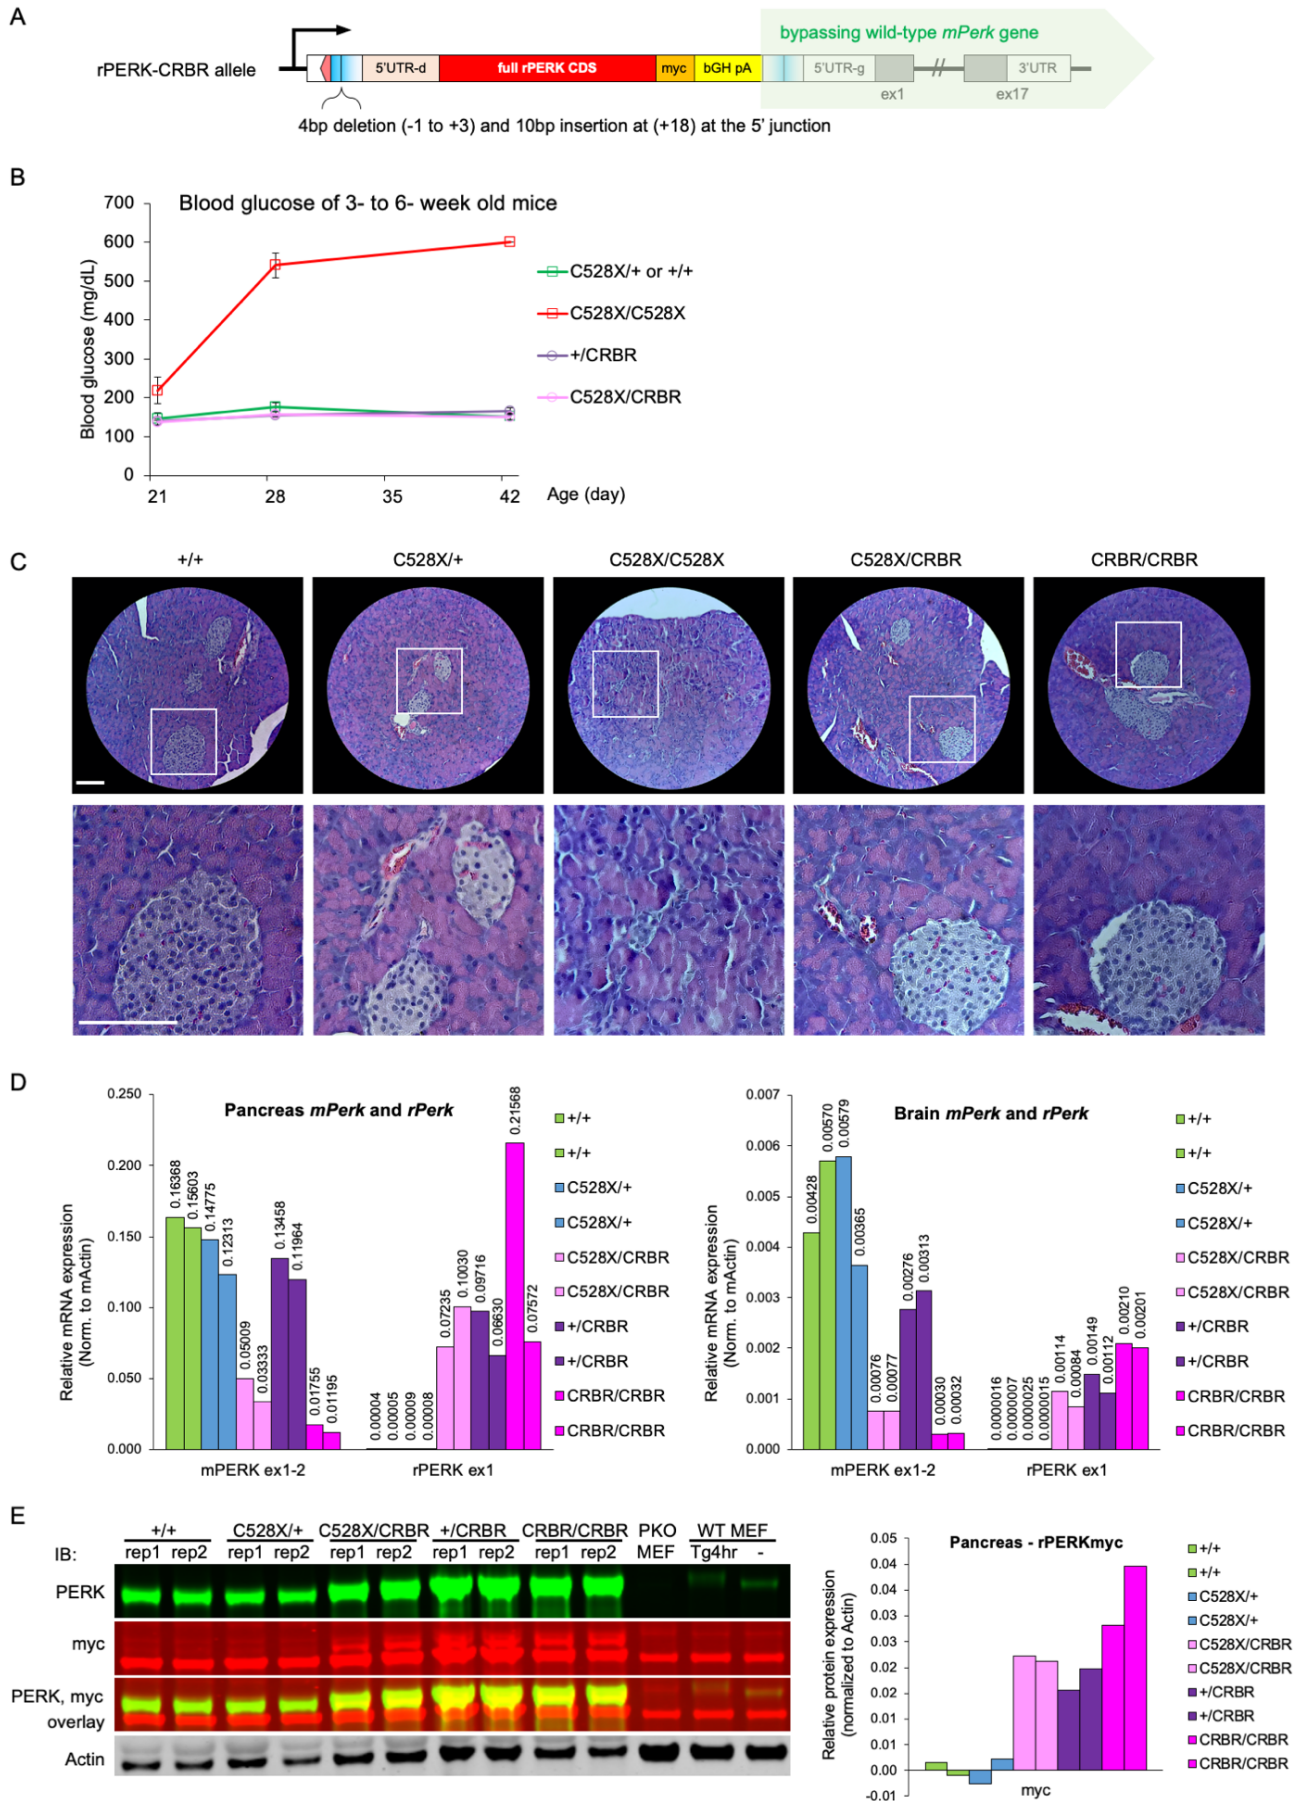 A
bypassing wild-type mPerk gene
rPERK-CRBR allele
5'UTR-d
full rPERK CDS
myc
bGH pA
5'UTR-g
3'UTR
ex1
ex17
4bp deletion (-1 to +3) and 10bp insertion at (+18) at the 5' junction
B
Blood glucose of 3- to 6- week old mice
Blood glucose (mg/dL)
700
600
500
400
300
200
100
0
21
28
35
42
Age (day)
C528X/+ or +/+
C528X/C528X
+/CRBR
C528X/CRBR
C
+/+
C528X/+
C528X/C528X
C528X/CRBR
CRBR/CRBR
D
Pancreas mPerk and rPerk
Relative mRNA expression
(Norm. to mActin)
0.250
0.200
0.150
0.100
0.050
0.000
0.16368
0.15603
0.14775
0.12313
0.05009
0.03333
0.13458
0.11964
0.01755
0.01195
0.00004
0.00005
0.00009
0.00008
0.07235
0.10030
0.09716
0.06630
0.21568
0.07572
mPERK ex1-2
rPERK ex1
+/+
+/+
C528X/+
C528X/+
C528X/CRBR
C528X/CRBR
+/CRBR
+/CRBR
CRBR/CRBR
CRBR/CRBR
Brain mPerk and rPerk
Relative mRNA expression
(Norm. to mActin)
0.007
0.006
0.005
0.004
0.003
0.002
0.001
0.000
0.00428
0.00570
0.00579
0.00365
0.00076
0.00077
0.00276
0.00313
0.00030
0.00032
0.000016
0.000007
0.000025
0.000015
0.00114
0.00084
0.00149
0.00112
0.00210
0.00201
mPERK ex1-2
rPERK ex1
+/+
+/+
C528X/+
C528X/+
C528X/CRBR
C528X/CRBR
+/CRBR
+/CRBR
CRBR/CRBR
CRBR/CRBR
E
+/+
C528X/+
C528X/CRBR
+/CRBR
CRBR/CRBR
PKO
WT MEF
IB:
rep1
rep2
rep1
rep2
rep1
rep2
rep1
rep2
rep1
rep2
MEF
Tg4hr
-
PERK
myc
PERK, myc
overlay
Actin
Pancreas - rPERKmyc
Relative protein expression
(normalized to Actin)
0.05
0.04
0.04
0.03
0.03
0.02
0.02
0.01
0.01
0.00
-0.01
myc
+/+
+/+
C528X/+
C528X/+
C528X/CRBR
C528X/CRBR
+/CRBR
+/CRBR
CRBR/CRBR
CRBR/CRBR